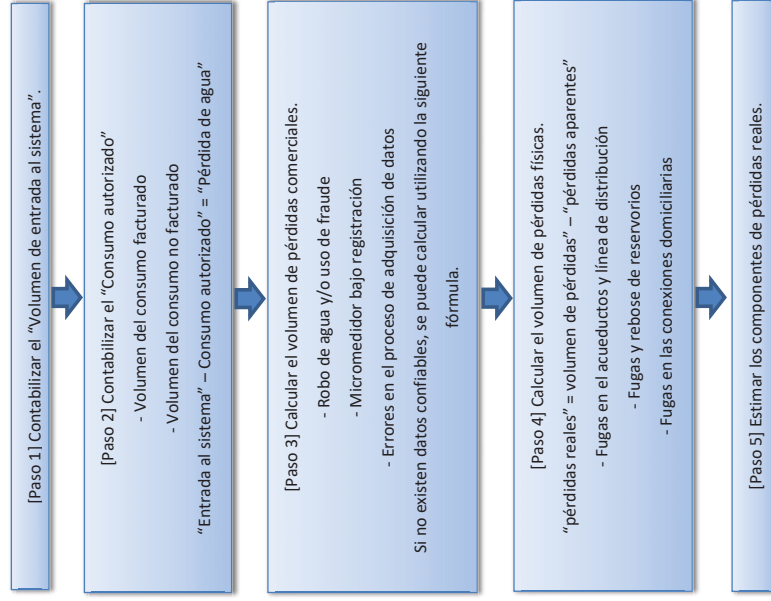 [Paso 1] Contabilizar el “Volumen de entrada al sistema”.
[Paso 2] Contabilizar el “Consumo autorizado”
- Volumen del consumo facturado
- Volumen del consumo no facturado
“Entrada al sistema” – Consumo autorizado” = “Pérdida de agua”
[Paso 3] Calcular el volumen de pérdidas comerciales.
- Robo de agua y/o uso de fraude
- Micromedidor bajo registración
- Errores en el proceso de adquisición de datos
Si no existen datos confiables, se puede calcular utilizando la siguiente
fórmula.
[Paso 4] Calcular el volumen de pérdidas físicas.
“pérdidas reales” = volumen de pérdidas” – “pérdidas aparentes”
- Fugas en el acueductos y línea de distribución
- Fugas y rebose de reservorios
- Fugas en las conexiones domiciliarias
[Paso 5] Estimar los componentes de pérdidas reales.